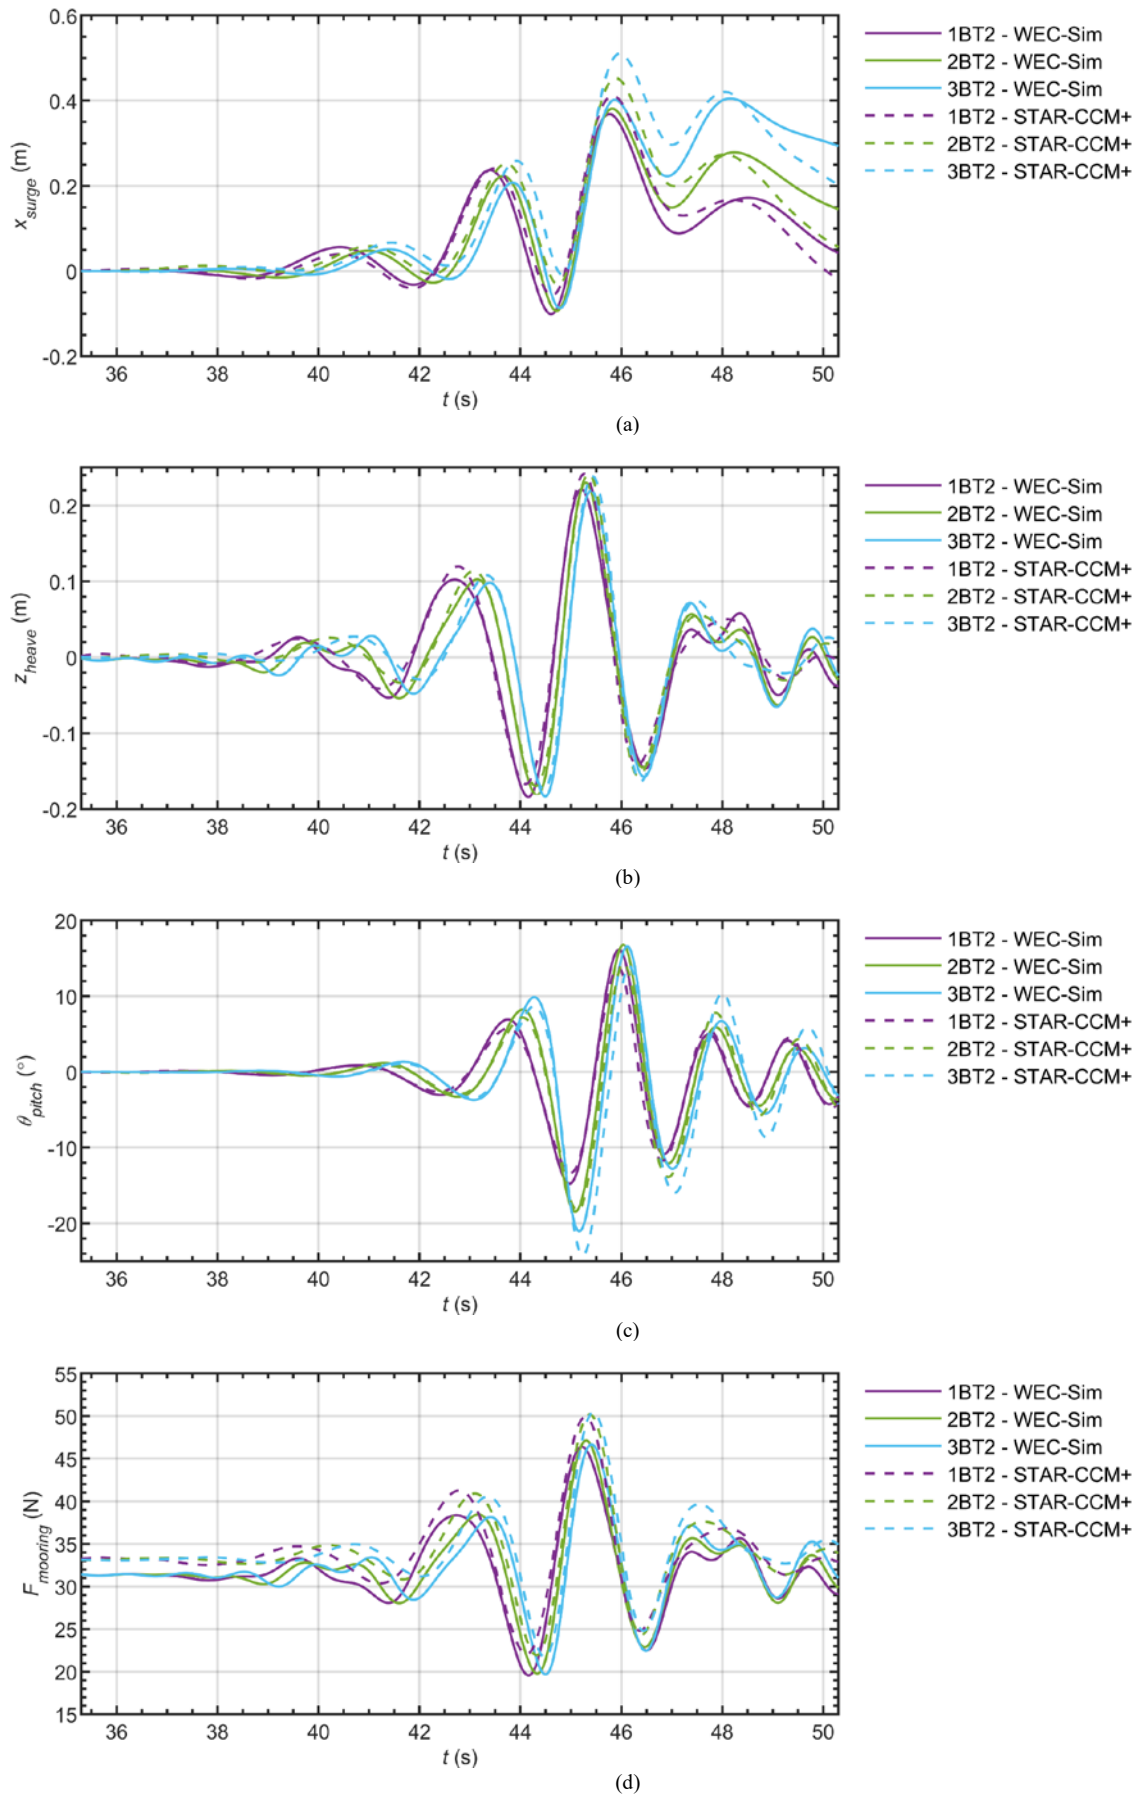 0.6
0.4
0.2
0
-0.2
x_surge (m)
36 38 40 42 44 46 48 50
t (s)
1BT2 - WEC-Sim
2BT2 - WEC-Sim
3BT2 - WEC-Sim
1BT2 - STAR-CCM+
2BT2 - STAR-CCM+
3BT2 - STAR-CCM+
(a)
0.2
0.1
0
-0.1
-0.2
z_heave (m)
36 38 40 42 44 46 48 50
t (s)
1BT2 - WEC-Sim
2BT2 - WEC-Sim
3BT2 - WEC-Sim
1BT2 - STAR-CCM+
2BT2 - STAR-CCM+
3BT2 - STAR-CCM+
(b)
20
10
0
-10
-20
θ_pitch (°)
36 38 40 42 44 46 48 50
t (s)
1BT2 - WEC-Sim
2BT2 - WEC-Sim
3BT2 - WEC-Sim
1BT2 - STAR-CCM+
2BT2 - STAR-CCM+
3BT2 - STAR-CCM+
(c)
55
50
45
40
35
30
25
20
15
F_mooring (N)
36 38 40 42 44 46 48 50
t (s)
1BT2 - WEC-Sim
2BT2 - WEC-Sim
3BT2 - WEC-Sim
1BT2 - STAR-CCM+
2BT2 - STAR-CCM+
3BT2 - STAR-CCM+
(d)